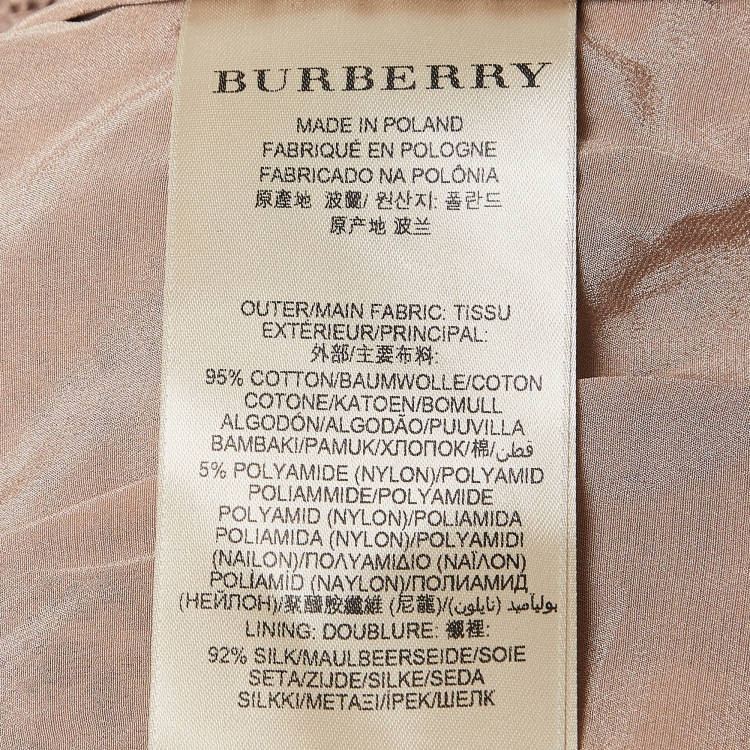 BURBERRY
MADE IN POLAND
FABRIQUÉ EN POLOGNE
FABRICADO NA POLÔNIA
原產地 波蘭/ 원산지: 폴란드
原产地 波兰
OUTER/MAIN FABRIC: TISSU
EXTÉRIEUR/PRINCIPAL:
外部/主要布料:
95% COTTON/BAUMWOLLE/COTON
COTONE/KATOEN/BOMULL
ALGODÓN/ALGODÃO/PUUVILLA
BAMBAKI/PAMUK/ХЛОПОК/棉/قطن
5% POLYAMIDE (NYLON)/POLYAMID
POLIAMMIDE/POLYAMIDE
POLYAMID (NYLON)/POLIAMIDA
POLIAMIDA (NYLON)/POLYAMIDI
(NAILON)/ΠΟΛΥΑΜΙΔΙΟ (ΝΑΪΛΟΝ)
POLİAMİD (NAYLON)/ПОЛИАМИД
(НЕЙЛОН)/聚醯胺纖維 (尼龍)/بولياميد (نايلون)
LINING: DOUBLURE: 襯裡:
92% SILK/MAULBEERSEIDE/SOIE
SETA/ZIJDE/SILKE/SEDA
SILKKI/ΜΕΤΑΞΙ/İPEK/ШЕЛК